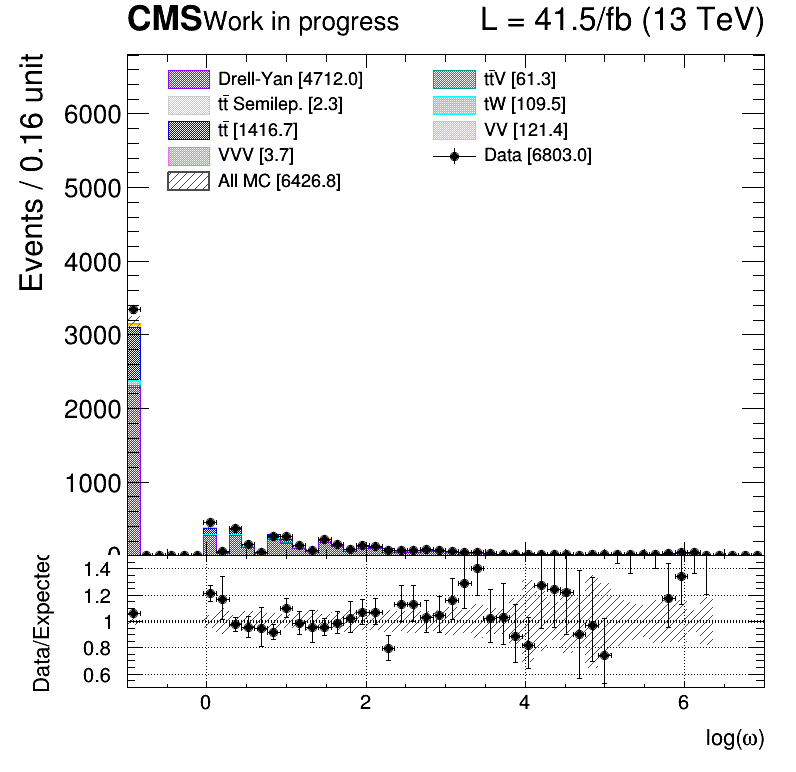 CMS Work in progress L = 41.5/fb (13 TeV)
Events / 0.16 unit
Drell-Yan [4712.0]
tt̄ Semilep. [2.3]
tt̄ [1416.7]
VVV [3.7]
All MC [6426.8]
tt̄V [61.3]
tW [109.5]
VV [121.4]
Data [6803.0]
6000
5000
4000
3000
2000
1000
0
Data/Expected
1.4
1.2
1
0.8
0.6
0 2 4 6
log(ω)